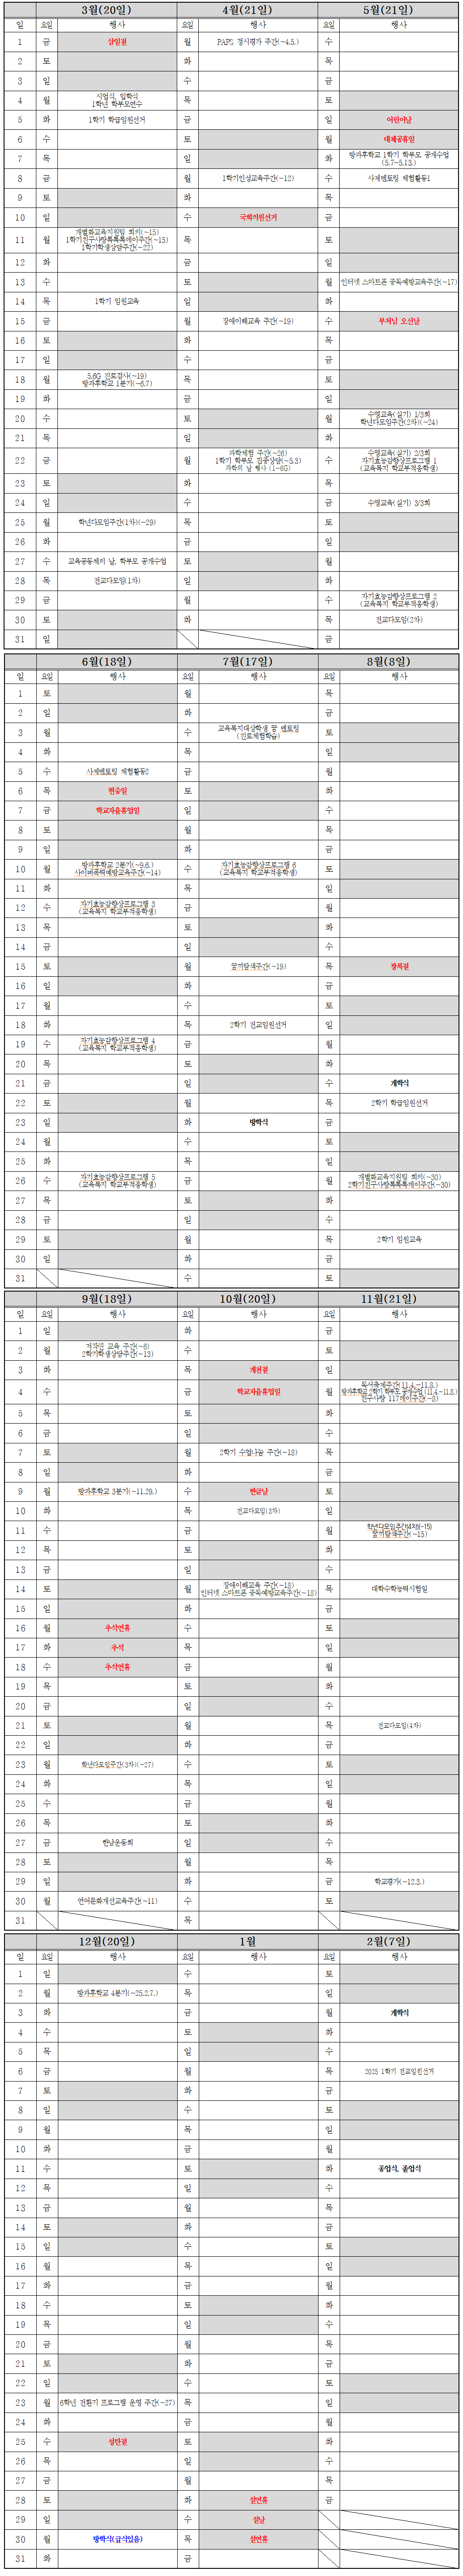 3월(20일) 4월(21일) 5월(21일)
일 요일 행사 요일 행사 요일 행사
1 금 삼일절 월 PAPS 정시평가 주간(~4.5.) 수
2 토 화 목
3 일 수 금
4 월 시업식, 입학식 목 토
1학년 학부모연수
5 화 1학기 학급임원선거 금 일 어린이날
6 수 토 월 대체공휴일
7 목 일 화 방과후학교 1학기 학부모 공개수업
(5.7~5.13.)
8 금 월 1학기인성교육주간(~12) 수 사제멘토링 체험활동1
9 토 화 목
10 일 수 국회의원선거 금
11 월 개별화교육지원팀 회의(~15) 목 토
1학기친구사랑톡톡톡데이주간(~15)
1학기학생상담주간(~22)
12 화 금 일
13 수 토 월 인터넷 스마트폰 중독예방교육주간(~17)
14 목 1학기 임원교육 일 화
15 금 월 장애이해교육 주간(~19) 수 부처님 오신날
16 토 화 목
17 일 수 금
18 월 5,6G 진로검사(~19) 목 토
방과후학교 1분기(~6.7)
19 화 금 일
20 수 토 월 수영교육(실기) 1/3회
학년다모임주간(2차)(~24)
21 목 일 화
22 금 월 과학체험 주간(~26) 수 수영교육(실기) 2/3회
1학기 학부모 집중상담(~5.3) 자기효능감향상프로그램 1
과학의 날 행사 (1~6G) (교육복지 학교부적응학생)
23 토 화 목
24 일 수 금 수영교육(실기) 3/3회
25 월 학년다모임주간(1차)(~29) 목 토
26 화 금 일
27 수 교육공동체의 날, 학부모 공개수업 토 월
28 목 전교다모임(1차) 일 화
29 금 월 수 자기효능감향상프로그램 2
(교육복지 학교부적응학생)
30 토 화 목 전교다모임(2차)
31 일 금
6월(18일) 7월(17일) 8월(8일)
일 요일 행사 요일 행사 요일 행사
1 토 월 목
2 일 화 금
3 월 수 교육복지대상학생 꿈 멘토링 토
(진로체험학습)
4 화 목 일
5 수 사제멘토링 체험활동2 금 월
6 목 현충일 토 화
7 금 학교자율휴업일 일 수
8 토 월 목
9 일 화 금
10 월 방과후학교 2분기(~9.6.) 수 자기효능감향상프로그램 6 토
사이버폭력예방교육주간(~14) (교육복지 학교부적응학생)
11 화 목 일
12 수 자기효능감향상프로그램 3 금 월
(교육복지 학교부적응학생)
13 목 토 화
14 금 일 수
15 토 월 꿈끼탐색주간(~19) 목 광복절
16 일 화 금
17 월 수 토
18 화 목 2학기 전교임원선거 일
19 수 자기효능감향상프로그램 4 금 월
(교육복지 학교부적응학생)
20 목 토 화
21 금 일 수 개학식
22 토 월 목 2학기 학급임원선거
23 일 화 방학식 금
24 월 수 토
25 화 목 일
26 수 자기효능감향상프로그램 5 금 월 개별화교육지원팀 회의(~30)
(교육복지 학교부적응학생) 2학기친구사랑톡톡톡데이주간(~30)
27 목 토 화
28 금 일 수
29 토 월 목 2학기 임원교육
30 일 화 금
31 수 토
9월(18일) 10월(20일) 11월(21일)
일 요일 행사 요일 행사 요일 행사
1 일 화 금
2 월 저작권 교육 주간(~6) 수 토
2학기학생상담주간(~13)
3 화 목 개천절 일
4 수 금 학교자율휴업일 월 독서축제주간(11.4.~11.8.)
방과후학교 2학기 학부모 공개수업 (11.4.~11.8.)
친구사랑 117데이주간(~8)
5 목 토 화
6 금 일 수
7 토 월 2학기 수업나눔 주간(~18) 목
8 일 화 금
9 월 방과후학교 3분기(~11.29.) 수 한글날 토
10 화 목 전교다모임(3차) 일
11 수 금 월 학년다모임주간(4차)(~15)
꿈끼탐색주간(~15)
12 목 토 화
13 금 일 수
14 토 월 장애이해교육 주간(~18) 목 대학수학능력시험일
인터넷 스마트폰 중독예방교육주간(~18)
15 일 화 금
16 월 추석연휴 수 토
17 화 추석 목 일
18 수 추석연휴 금 월
19 목 토 화
20 금 일 수
21 토 월 목 전교다모임(4차)
22 일 화 금
23 월 학년다모임주간(3차)(~27) 수 토
24 화 목 일
25 수 금 월
26 목 토 화
27 금 한남운동회 일 수
28 토 월 목
29 일 화 금 학교평가(~12.3.)
30 월 언어문화개선교육주간(~11) 수 토
31 목
12월(20일) 1월 2월(7일)
일 요일 행사 요일 행사 요일 행사
1 일 수 토
2 월 방과후학교 4분기(~25.2.7.) 목 일
3 화 금 월 개학식
4 수 토 화
5 목 일 수
6 금 월 목 2025 1학기 전교임원선거
7 토 화 금
8 일 수 토
9 월 목 일
10 화 금 월
11 수 토 화 종업식, 졸업식
12 목 일 수
13 금 월 목
14 토 화 금
15 일 수 토
16 월 목 일
17 화 금 월
18 수 토 화
19 목 일 수
20 금 월 목
21 토 화 금
22 일 수 토
23 월 6학년 전환기 프로그램 운영 주간(~27) 목 일
24 화 금 월
25 수 성탄절 토 화
26 목 일 수
27 금 월 목
28 토 화 설연휴 금
29 일 수 설날
30 월 방학식(급식있음) 목 설연휴
31 화 금